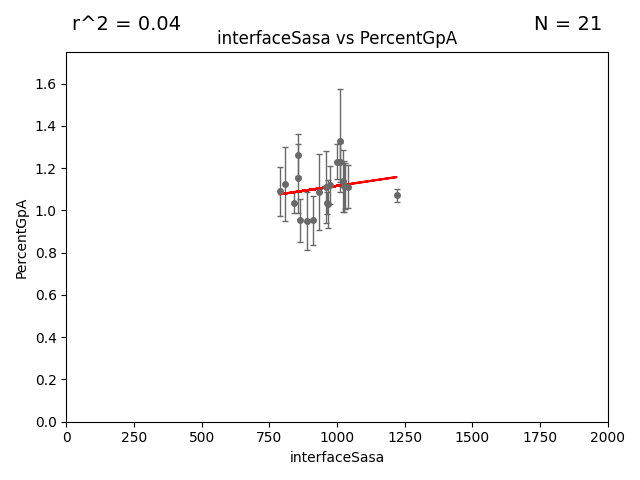 r^2 = 0.04
N = 21
interfaceSasa vs PercentGpA
PercentGpA
1.6
1.4
1.2
1.0
0.8
0.6
0.4
0.2
0.0
0 250 500 750 1000 1250 1500 1750 2000
interfaceSasa